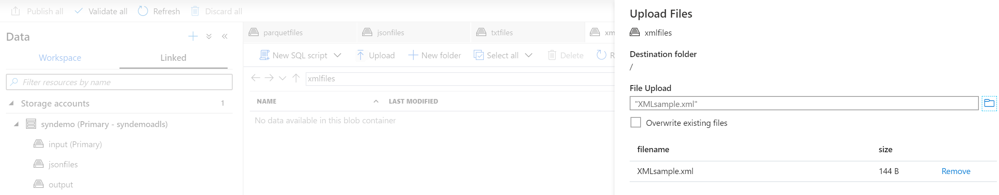 Publish all Validate all Refresh Discard all
Data
Workspace Linked
Filter resources by name
Storage accounts 1
syndemo (Primary - syndemoadls)
input (Primary)
jsonfiles
output
parquetfiles jsonfiles txtfiles xm
New SQL script Upload New folder Select all Delete R
xmlfiles
NAME LAST MODIFIED
No data available in this blob container
Upload Files
xmlfiles
Destination folder
/
File Upload
"XMLsample.xml"
Overwrite existing files
filename size
XMLsample.xml 144 B Remove